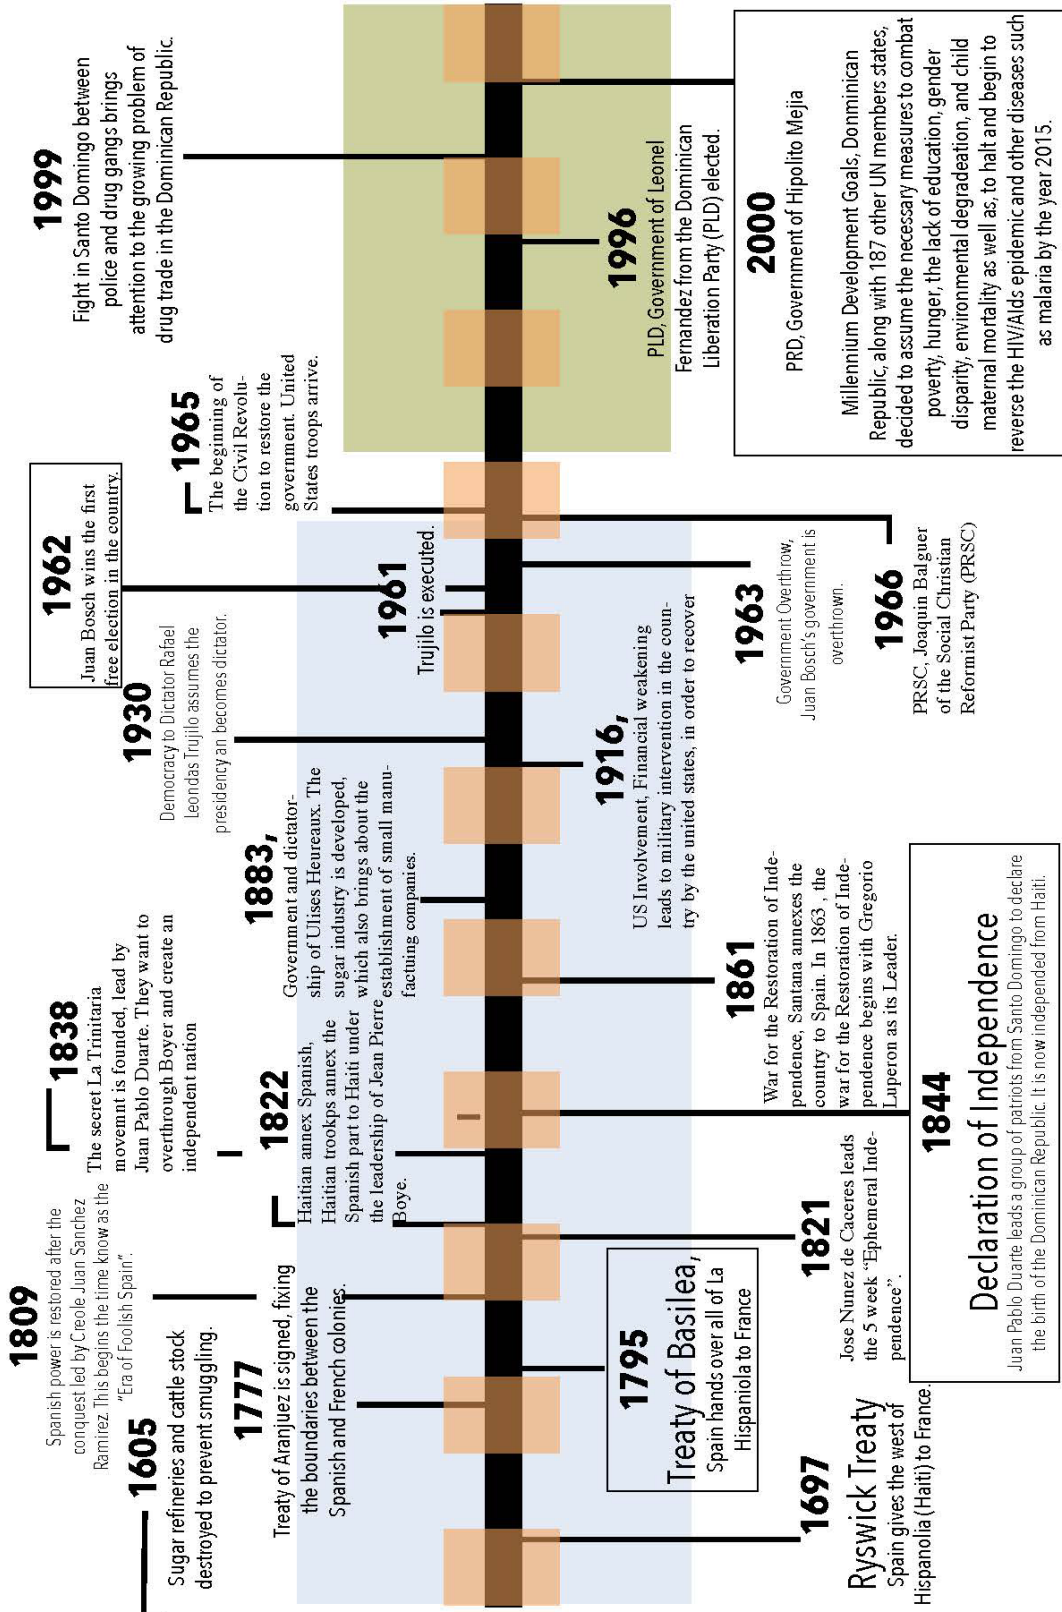 1605
Sugar refineries and cattle stock
destroyed to prevent smuggling.
1697
Ryswick Treaty
Spain gives the west of
Hispanolia (Haiti) to France.
1777
Treaty of Aranjuez is signed, fixing
the boundaries between the
Spanish and French colonies.
1795
Treaty of Basilea,
Spain hands over all of La
Hispaniola to France
1809
Spanish power is restored after the
conquest led by Creole Juan Sanchez
Ramirez. This begins the time know as the
"Era of Foolish Spain".
1821
Jose Nunez de Caceres leads
the 5 week “Ephemeral Inde-
pendence”.
1822
Haitian annex Spanish,
Haitian trookps annex the
Spanish part to Haiti under
the leadership of Jean Pierre
Boye.
1838
The secret La Trinitaria
movemnt is founded, lead by
Juan Pablo Duarte. They want to
overthrough Boyer and create an
independent nation
1844
Declaration of Independence
Juan Pablo Duarte leads a group of patriots from Santo Domingo to declare
the birth of the Dominican Republic. It is now independed from Haiti.
1861
War for the Restoration of Inde-
pendence, Santana annexes the
country to Spain. In 1863 , the
war for the Restoration of Inde-
pendence begins with Gregorio
Luperon as its Leader.
1883,
Government and dictator-
ship of Ulises Heureaux. The
sugar industry is developed,
which also brings about the
establishment of small manu-
factuing companies.
1916,
US Involvement, Financial weakening
leads to military intervention in the coun-
try by the united states, in order to recover
1930
Democracy to Dictator Rafael
Leondas Trujilo assumes the
presidency an becomes dictator.
1961
Trujilo is executed.
1962
Juan Bosch wins the first
free election in the country.
1963
Government Overthrow,
Juan Bosch's government is
overthrown.
1965
The beginning of
the Civil Revolu-
tion to restore the
government. United
States troops arrive.
1966
PRSC, Joaquin Balguer
of the Social Christian
Reformist Party (PRSC)
1996
PLD, Government of Leonel
Fernandez from the Dominican
Liberation Party (PLD) elected.
1999
Fight in Santo Domingo between
police and drug gangs brings
attention to the growing problem of
drug trade in the Dominican Republic.
2000
PRD, Government of Hipolito Mejia
Millennium Development Goals, Donminican
Republic, along with 187 other UN members states,
decided to assume the necessary measures to combat
poverty, hunger, the lack of education, gender
disparity, environmental degradeation, and child
maternal mortality as well as, to halt and begin to
reverse the HIV/AIds epidemic and other diseases such
as malaria by the year 2015.